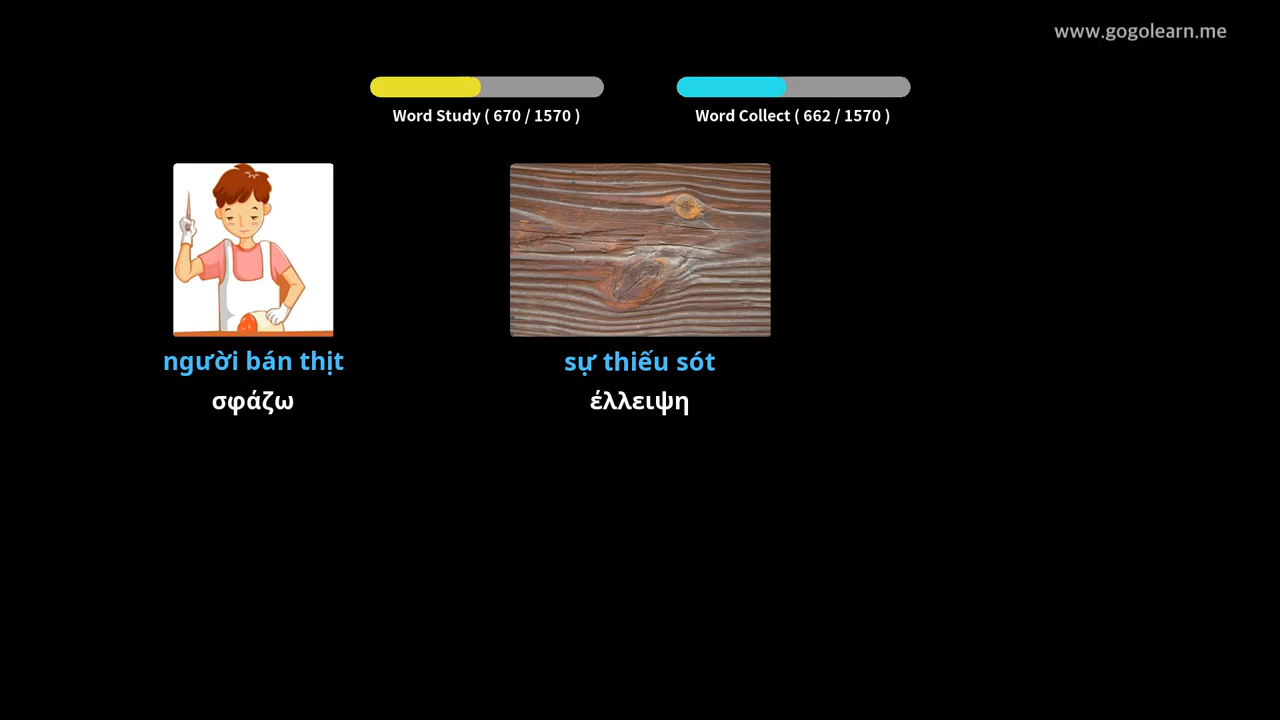 www.gogolearn.me
Word Study ( 670 / 1570 )
Word Collect ( 662 / 1570 )
người bán thịt
σφάζω
sự thiếu sót
έλλειψη